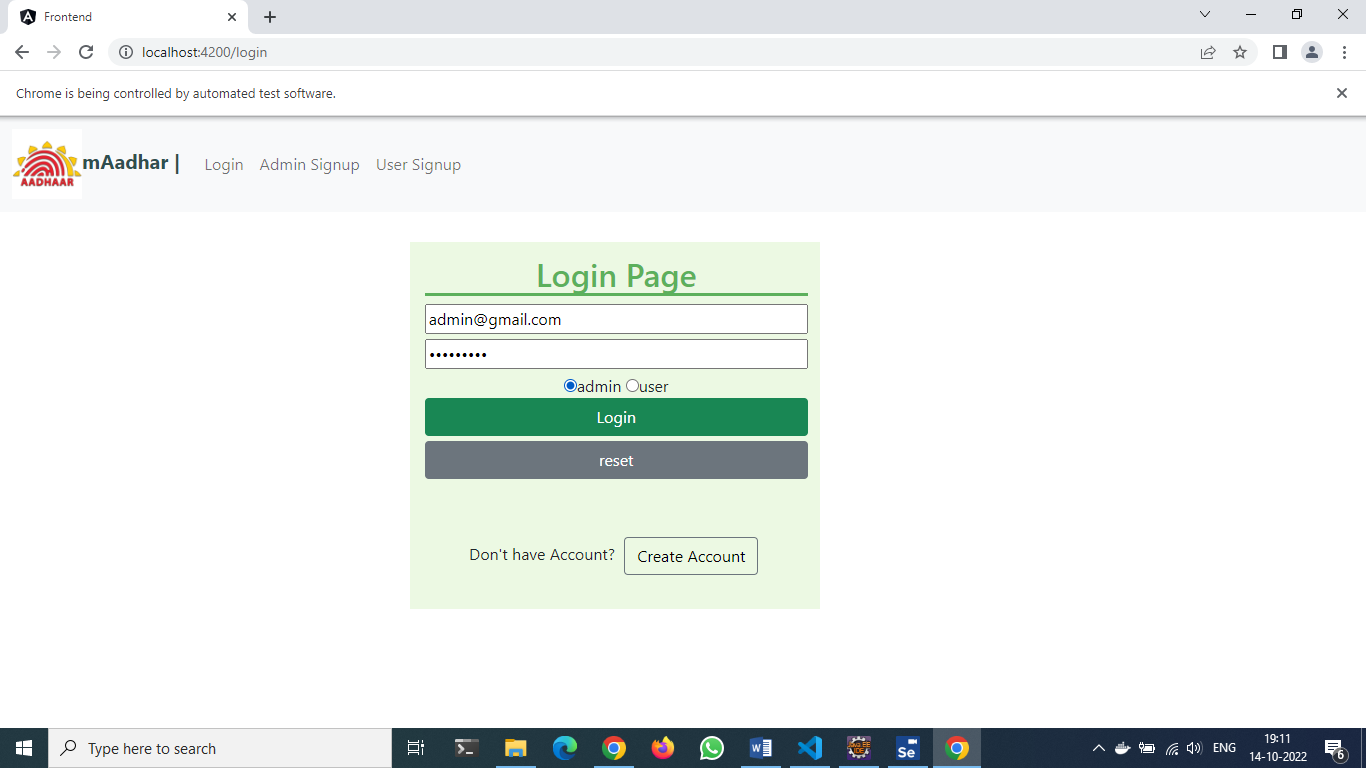 Frontend
localhost:4200/login
Chrome is being controlled by automated test software.
AADHAAR
mAadhar | Login Admin Signup User Signup
Login Page
admin@gmail.com
•••••••••
admin user
Login
reset
Don't have Account? Create Account
Type here to search
Se
ENG
19:11
14-10-2022
6